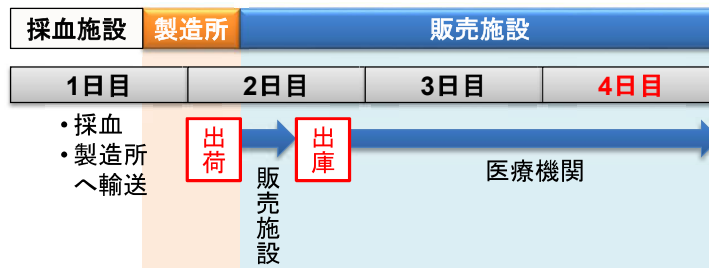 採血施設 製造所 販売施設
1日目 2日目 3日目 4日目
・採血
・製造所
へ輸送
出荷
販売施設
出庫
医療機関